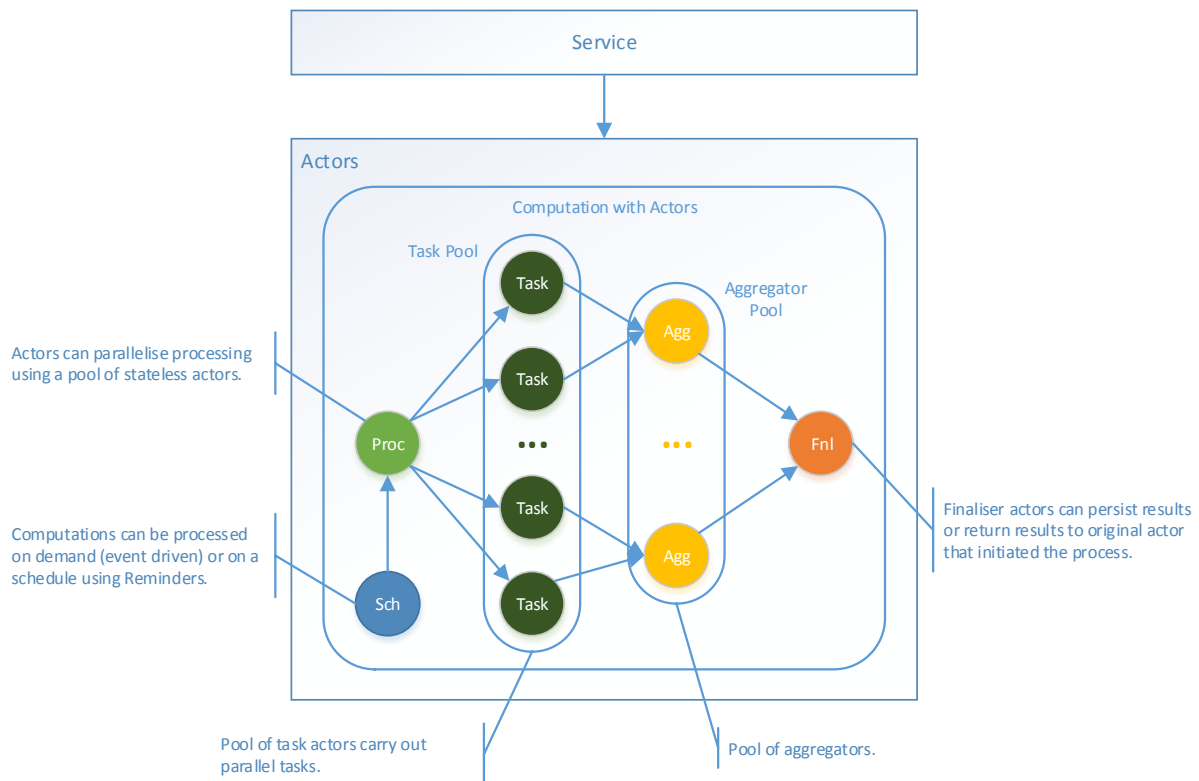 Service
Actors
Computation with Actors
Task Pool
Task
Aggregator
Pool
Agg
Task
Actors can parallelise processing
using a pool of stateless actors.
Proc
...
...
Fnl
Task
Finaliser actors can persist results
or return results to original actor
that initiated the process.
Computations can be processed
on demand (event driven) or on a
schedule using Reminders.
Agg
Sch
Task
Pool of task actors carry out
parallel tasks.
Pool of aggregators.